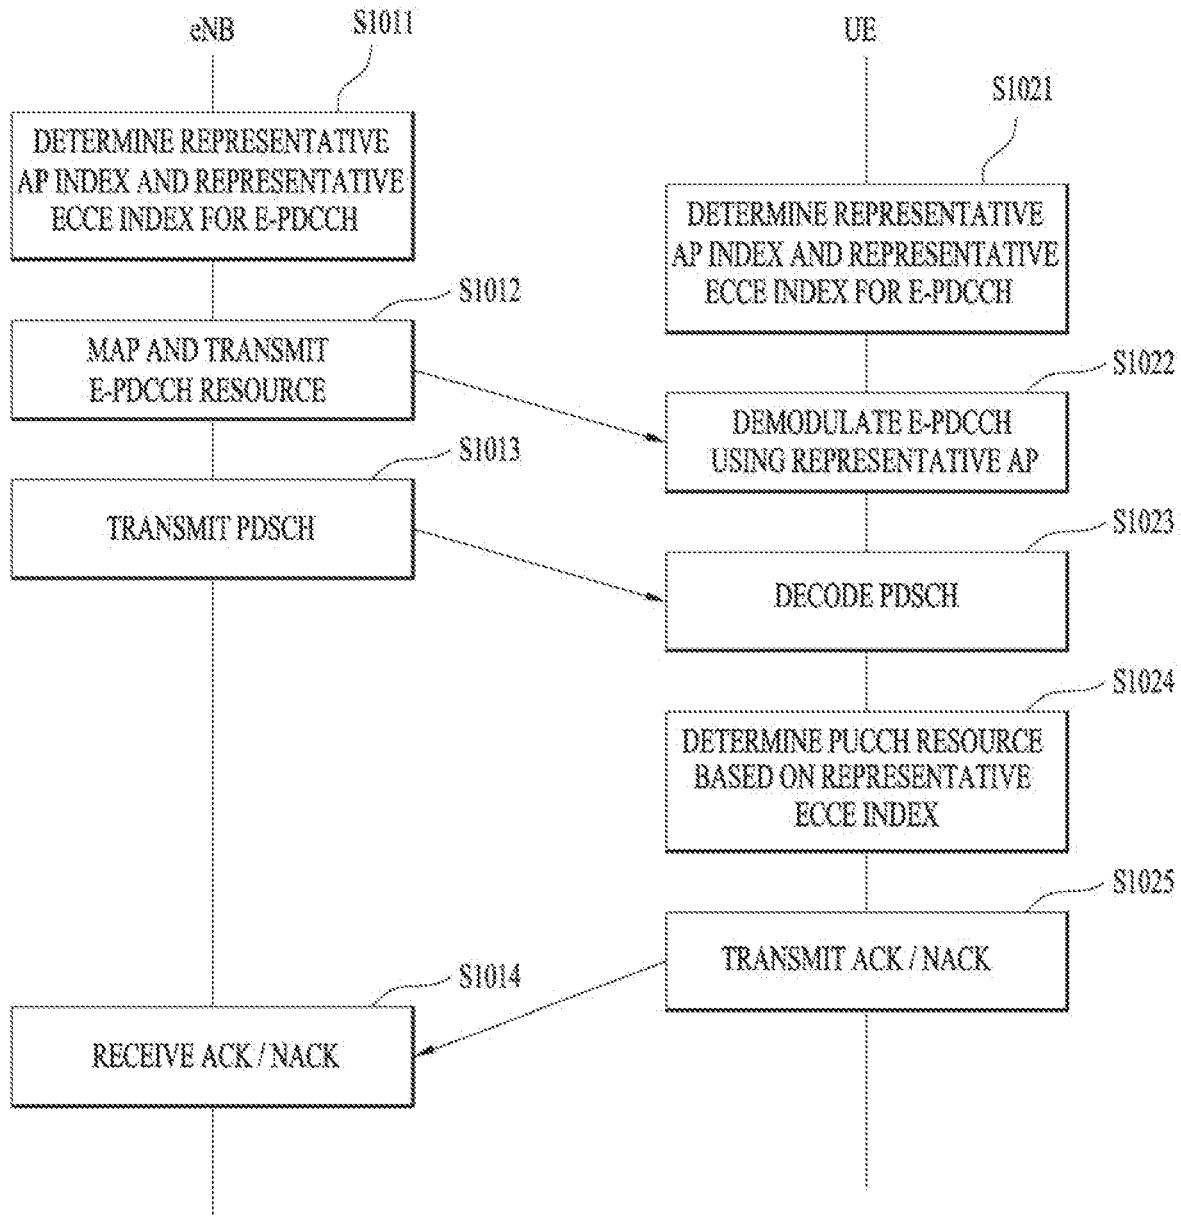 eNB
S1011
DETERMINE REPRESENTATIVE
AP INDEX AND REPRESENTATIVE
ECCE INDEX FOR E-PDCCH
S1012
MAP AND TRANSMIT
E-PDCCH RESOURCE
S1013
TRANSMIT PDSCH
S1014
RECEIVE ACK / NACK
UE
S1021
DETERMINE REPRESENTATIVE
AP INDEX AND REPRESENTATIVE
ECCE INDEX FOR E-PDCCH
S1022
DEMODULATE E-PDCCH
USING REPRESENTATIVE AP
S1023
DECODE PDSCH
S1024
DETERMINE PUCCH RESOURCE
BASED ON REPRESENTATIVE
ECCE INDEX
S1025
TRANSMIT ACK / NACK